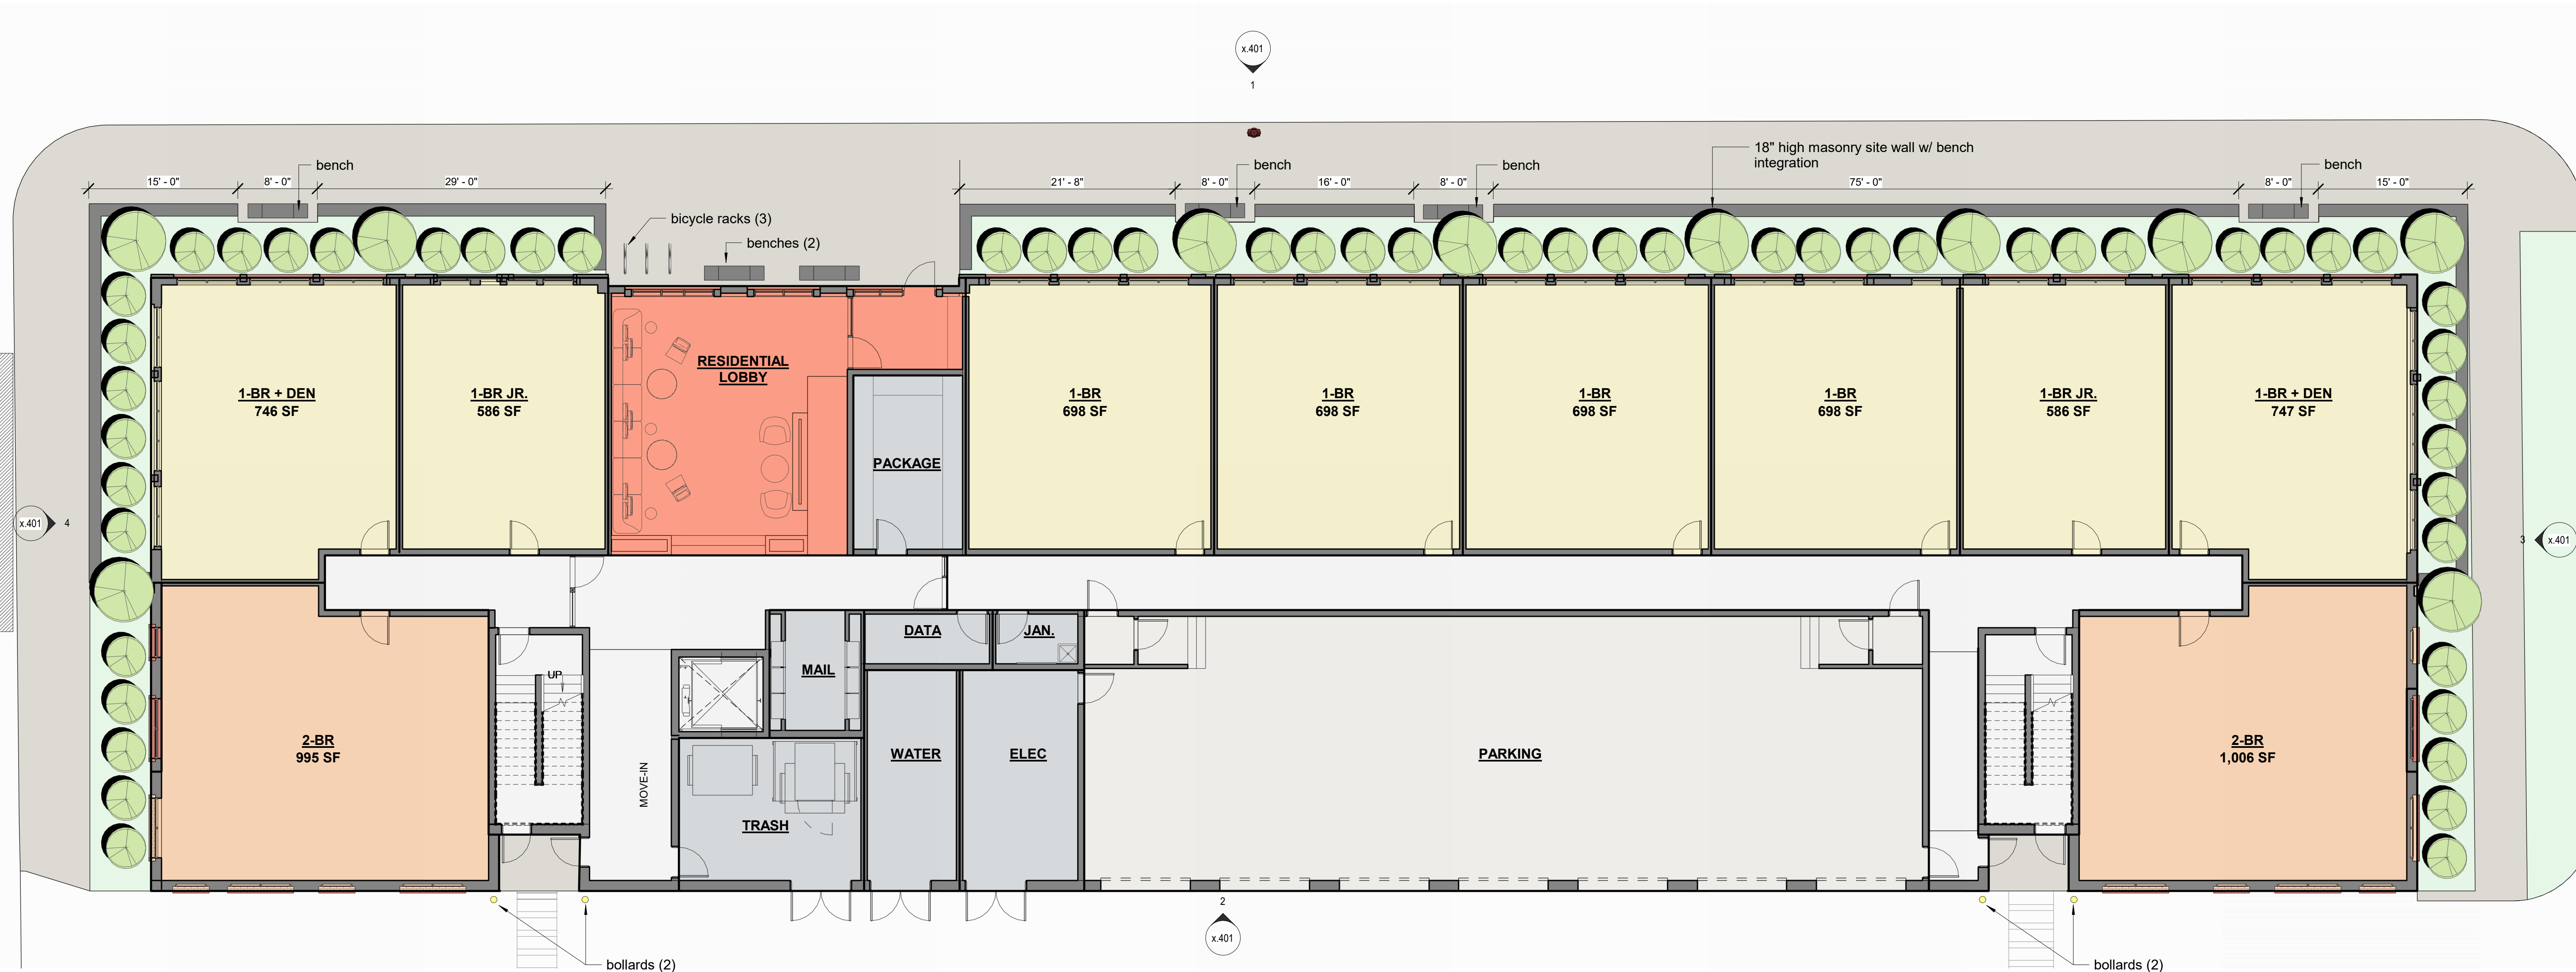 x.401
1
18" high masonry site wall w/ bench
integration
bench
bench
bench
bench
15' - 0"
8' - 0"
29' - 0"
21' - 8"
8' - 0"
16' - 0"
8' - 0"
75' - 0"
8' - 0"
15' - 0"
bicycle racks (3)
benches (2)
RESIDENTIAL
LOBBY
1-BR + DEN
746 SF
1-BR JR.
586 SF
1-BR
698 SF
1-BR
698 SF
1-BR
698 SF
1-BR
698 SF
1-BR JR.
586 SF
1-BR + DEN
747 SF
PACKAGE
x.401
4
3
x.401
DATA
JAN.
MAIL
UP
2-BR
995 SF
MOVE-IN
WATER
ELEC
PARKING
2-BR
1,006 SF
TRASH
2
x.401
bollards (2)
bollards (2)